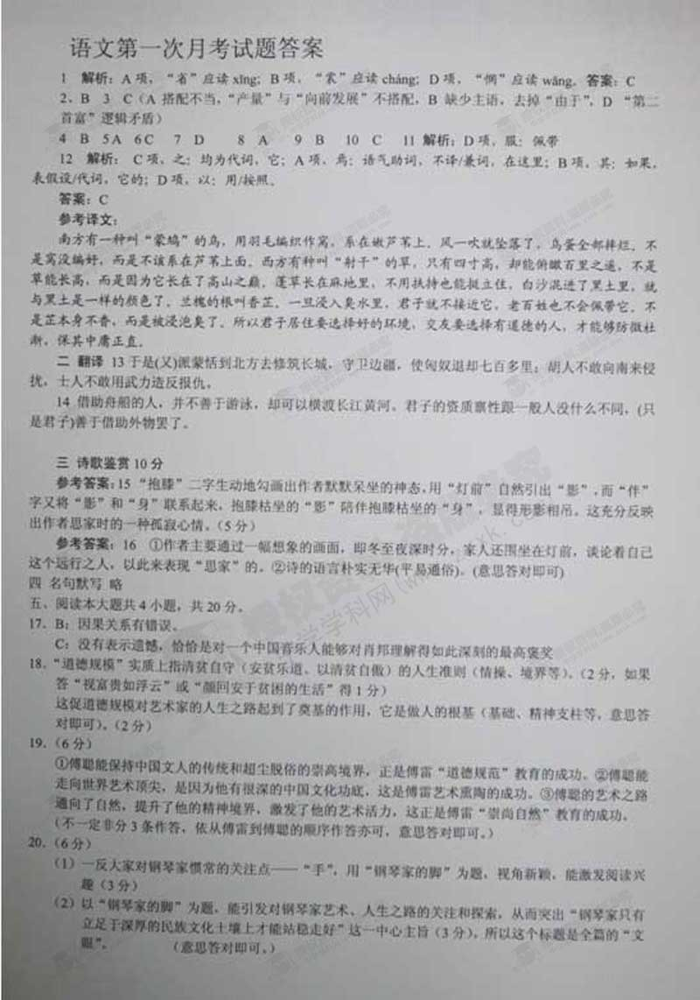 语文第一次月考试题答案
1 解析：A项，“省”应读xǐng；B项，“裳”应读cháng；D项，“惘”应读wǎng。答案：C
2、B 3 C（A 搭配不当，“产量”与“向前发展”不搭配，B 缺少主语，去掉“由于”，D “第二
首富”逻辑矛盾）
4 B 5A 6C 7 D 8 A 9 B 10 C 11 解析：D项，服：佩带
12 解析： C项，之：均为代词，它；A项，焉：语气助词，不译/兼词，在这里；B项，其：如果，
表假设/代词，它的；D项，以：用/按照。
答案：C
参考译文：
南方有一种叫“蒙鸠”的鸟，用羽毛编织作窝，系在嫩芦苇上。风一吹就坠落了，鸟蛋全部摔烂。不
是窝没编好，而是不该系在芦苇上面。西方有种叫“射干”的草，只有四寸高，却能俯瞰百里之遥，不是
草能长高，而是因为它长在了高山之巅。蓬草长在麻地里，不用扶持也能挺立住，白沙混进了黑土里，就
与黑土是一样的颜色了。兰槐的根叫香芷。一旦浸入臭水里，君子就不接近它，老百姓也不会佩带它。不
是芷本身不香，而是被浸泡臭了。所以君子居住要选择好的环境，交友要选择有道德的人，才能够防微杜
渐，保其中庸正直。
二 翻译 13 于是(又)派蒙恬到北方去修筑长城，守卫边疆，使匈奴退却七百多里；胡人不敢向南来侵
扰，士人不敢用武力造反报仇。
14 借助舟船的人，并不善于游泳，却可以横渡长江黄河。君子的资质禀性跟一般人没什么不同，(只
是君子)善于借助外物罢了。
三 诗歌鉴赏 10 分
参考答案:15 “抱膝”二字生动地勾画出作者默默呆坐的神态,用“灯前”自然引出“影”,而“伴”
字又将“影”和“身”联系起来，抱膝枯坐的“影”陪伴抱膝枯坐的“身”，显得形影相吊。这充分反映
出作者思家时的一种孤寂心情。（5 分）
参考答案：16 ①作者主要通过一幅想象的画面，即冬至夜深时分，家人还围坐在灯前，谈论着自己
这个远行之人，以此来表现“思家”的。②诗的语言朴实无华(平易通俗)。(意思答对即可)
四 名句默写 略
五、阅读本大题共 4 小题，共 20 分。
17．B：因果关系有错误。
C：没有表示遗憾，恰恰是对一个中国音乐人能够对肖邦理解得如此深刻的最高褒奖
18．“道德规模”实质上指清贫自守（安贫乐道、以清贫自傲）的人生准则（情操、境界等）。（2 分，如果
答“视富贵如浮云”或“颜回安于贫困的生活”得 1 分）
这促道德规模对艺术家的人生之路起到了奠基的作用，它是做人的根基（基础、精神支柱等，意思答
对即可）。（2 分）
19．（6 分）
①傅聪能保持中国文人的传统和超尘脱俗的崇高境界，正是傅雷“道德规范”教育的成功。②傅聪能
走向世界艺术顶尖，是因为他有很深的中国文化功底，这是傅雷艺术熏陶的成功。③傅聪的艺术之路
通向了自然，提升了他的精神境界，激发了他的艺术活力，这正是傅雷“崇尚自然”教育的成功。
（不一定非分 3 条作答，依从傅雷到傅聪的顺序作答亦可，意思答对即可。）
20．（6 分）
（1）一反大家对钢琴家惯常的关注点——“手”，用“钢琴家的脚”为题，视角新颖，能激发阅读兴
趣（3 分）
（2）以“钢琴家的脚”为题，能引发对钢琴家艺术、人生之路的关注和探索，从而突出“钢琴家只有
立足于深厚的民族文化土壤上才能站稳走好”这一中心主旨（3 分）。所以这个标题是全篇的“文
眼”。 （意思答对即可。）